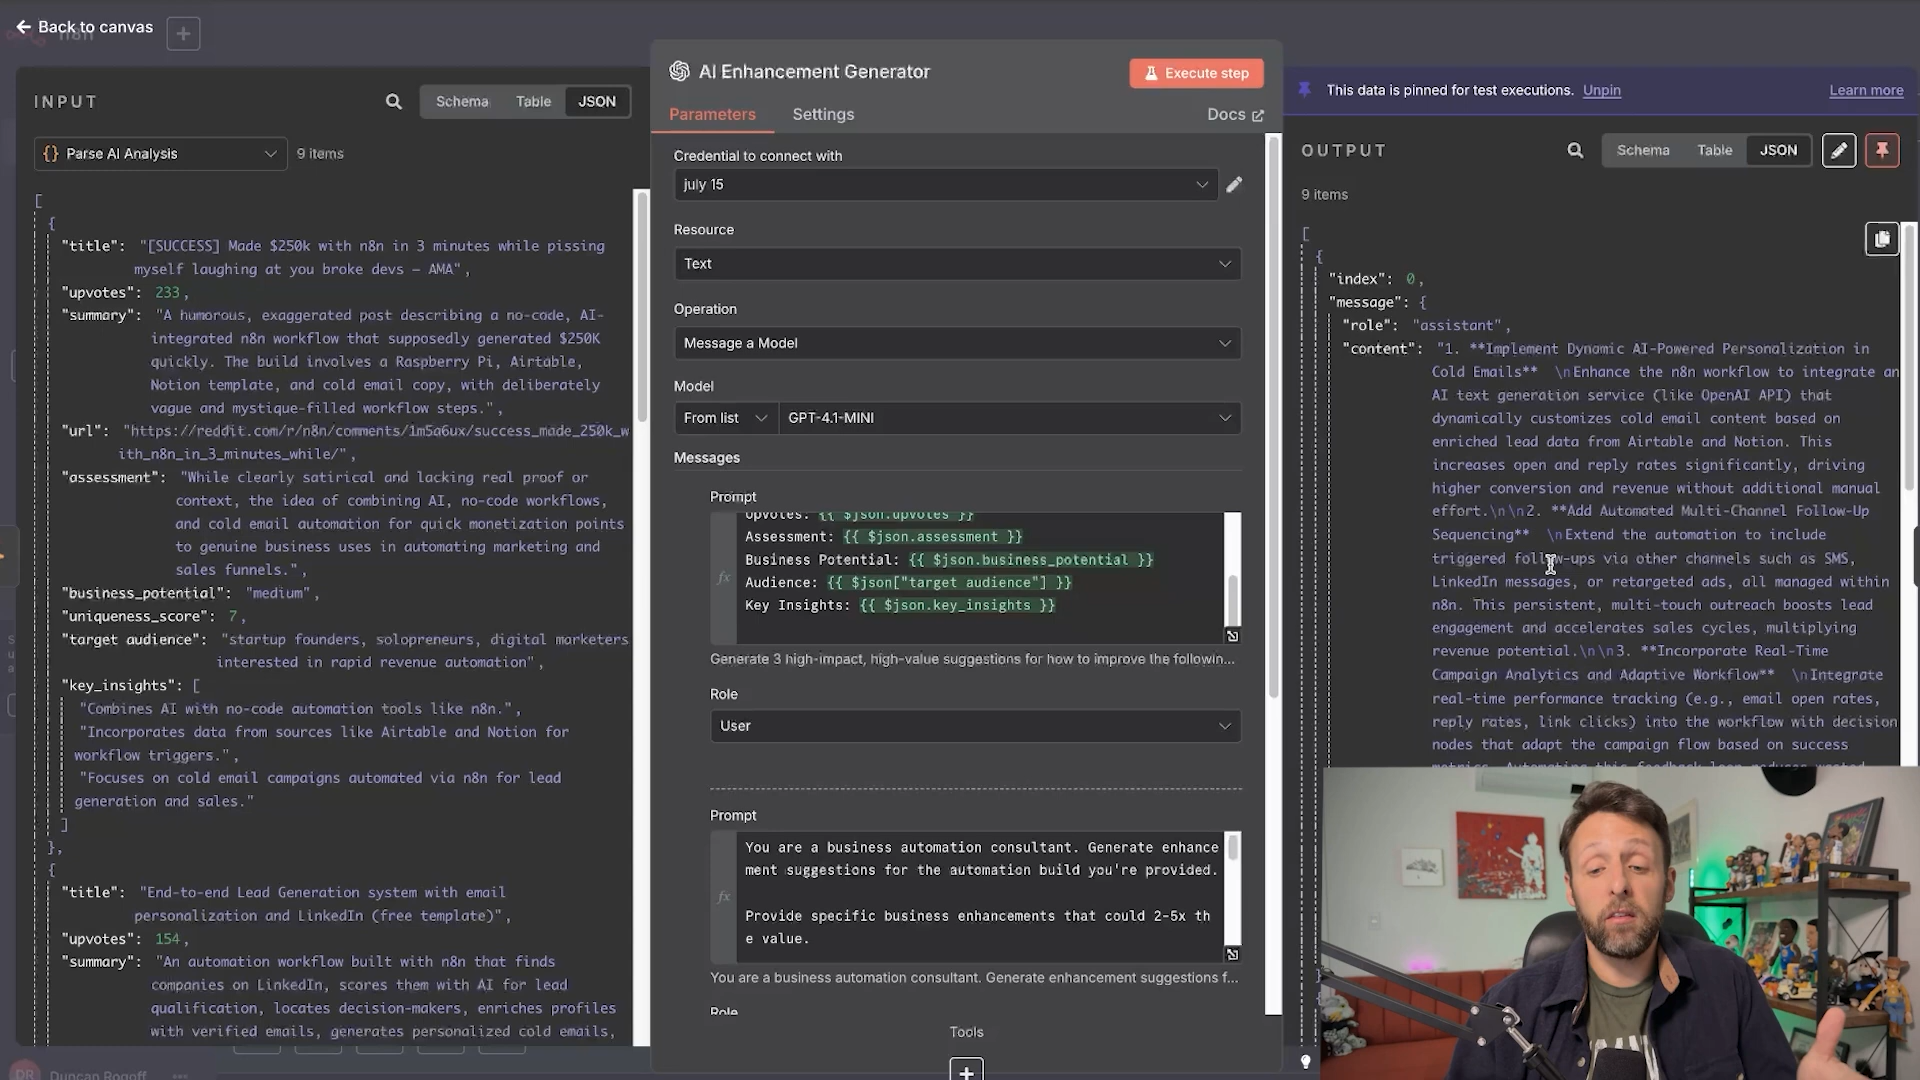 Back to canvas
INPUT
Schema
Table
JSON
{} Parse AI Analysis
9 items
[
{
"title": "[SUCCESS] Made $250k with n8n in 3 minutes while pissing
myself laughing at you broke devs – AMA",
"upvotes": 233,
"summary": "A humorous, exaggerated post describing a no-code, AI-
integrated n8n workflow that supposedly generated $250K
quickly. The build involves a Raspberry Pi, Airtable,
Notion template, and cold email copy, with deliberately
vague and mystique-filled workflow steps.",
"url": "https://reddit.com/r/n8n/comments/1m5a6ux/success_made_250k_w
ith_n8n_in_3_minutes_while/",
"assessment": "While clearly satirical and lacking real proof or
context, the idea of combining AI, no-code workflows,
and cold email automation for quick monetization points
to genuine business uses in automating marketing and
sales funnels.",
"business_potential": "medium",
"uniqueness_score": 7,
"target audience": "startup founders, solopreneurs, digital marketers
interested in rapid revenue automation",
"key_insights": [
"Combines AI with no-code automation tools like n8n.",
"Incorporates data from sources like Airtable and Notion for
workflow triggers.",
"Focuses on cold email campaigns automated via n8n for lead
generation and sales."
]
},
{
"title": "End-to-end Lead Generation system with email
personalization and LinkedIn (free template)",
"upvotes": 154,
"summary": "An automation workflow built with n8n that finds
companies on LinkedIn, scores them with AI for lead
qualification, locates decision-makers, enriches profiles
with verified emails, generates personalized cold emails,
DR
Duncan Rogoff
AI Enhancement Generator
Execute step
Parameters
Settings
Docs
Credential to connect with
july 15
Resource
Text
Operation
Message a Model
Model
From list
GPT-4.1-MINI
Messages
Prompt
fx
Upvotes: {{ $json.upvotes }}
Assessment: {{ $json.assessment }}
Business Potential: {{ $json.business_potential }}
Audience: {{ $json["target audience"] }}
Key Insights: {{ $json.key_insights }}
Generate 3 high-impact, high-value suggestions for how to improve the followin...
Role
User
Prompt
fx
You are a business automation consultant. Generate enhance
ment suggestions for the automation build you're provided.
Provide specific business enhancements that could 2-5x th
e value.
You are a business automation consultant. Generate enhancement suggestions f...
Role
Tools
This data is pinned for test executions. Unpin
Learn more
OUTPUT
Schema
Table
JSON
9 items
[
{
"index": 0,
"message": {
"role": "assistant",
"content": "1. **Implement Dynamic AI-Powered Personalization in
Cold Emails** \nEnhance the n8n workflow to integrate an
AI text generation service (like OpenAI API) that
dynamically customizes cold email content based on
enriched lead data from Airtable and Notion. This
increases open and reply rates significantly, driving
higher conversion and revenue without additional manual
effort.\n\n2. **Add Automated Multi-Channel Follow-Up
Sequencing** \nExtend the automation to include
triggered follow-ups via other channels such as SMS,
LinkedIn messages, or retargeted ads, all managed within
n8n. This persistent, multi-touch outreach boosts lead
engagement and accelerates sales cycles, multiplying
revenue potential.\n\n3. **Incorporate Real-Time
Campaign Analytics and Adaptive Workflow** \nIntegrate
real-time performance tracking (e.g., email open rates,
reply rates, link clicks) into the workflow with decision
nodes that adapt the campaign flow based on success